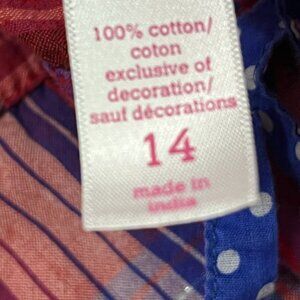 100% cotton/
coton
exclusive of
decoration/
sauf décorations
14
made in
india